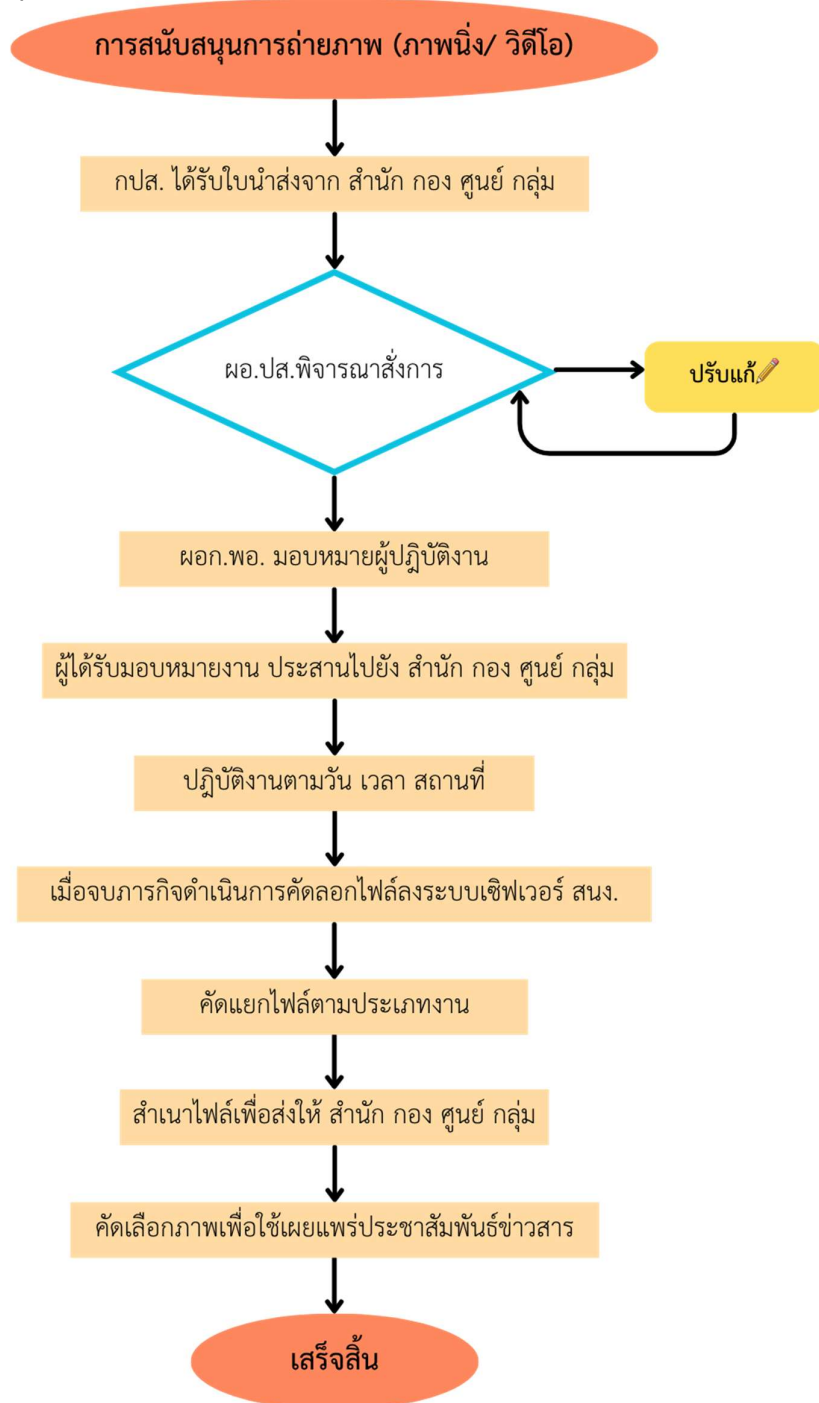 การสนับสนุนการถ่ายภาพ (ภาพนิ่ง/ วิดีโอ)
กปส. ได้รับใบนำส่งจาก สำนัก กอง ศูนย์ กลุ่ม
ผอ.ปส.พิจารณาสั่งการ
ปรับแก้
ผอก.พอ. มอบหมายผู้ปฎิบัติงาน
ผู้ได้รับมอบหมายงาน ประสานไปยัง สำนัก กอง ศูนย์ กลุ่ม
ปฎิบัติงานตามวัน เวลา สถานที่
เมื่อจบภารกิจดำเนินการคัดลอกไฟล์ลงระบบเซิฟเวอร์ สนง.
คัดแยกไฟล์ตามประเภทงาน
สำเนาไฟล์เพื่อส่งให้ สำนัก กอง ศูนย์ กลุ่ม
คัดเลือกภาพเพื่อใช้เผยแพร่ประชาสัมพันธ์ข่าวสาร
เสร็จสิ้น